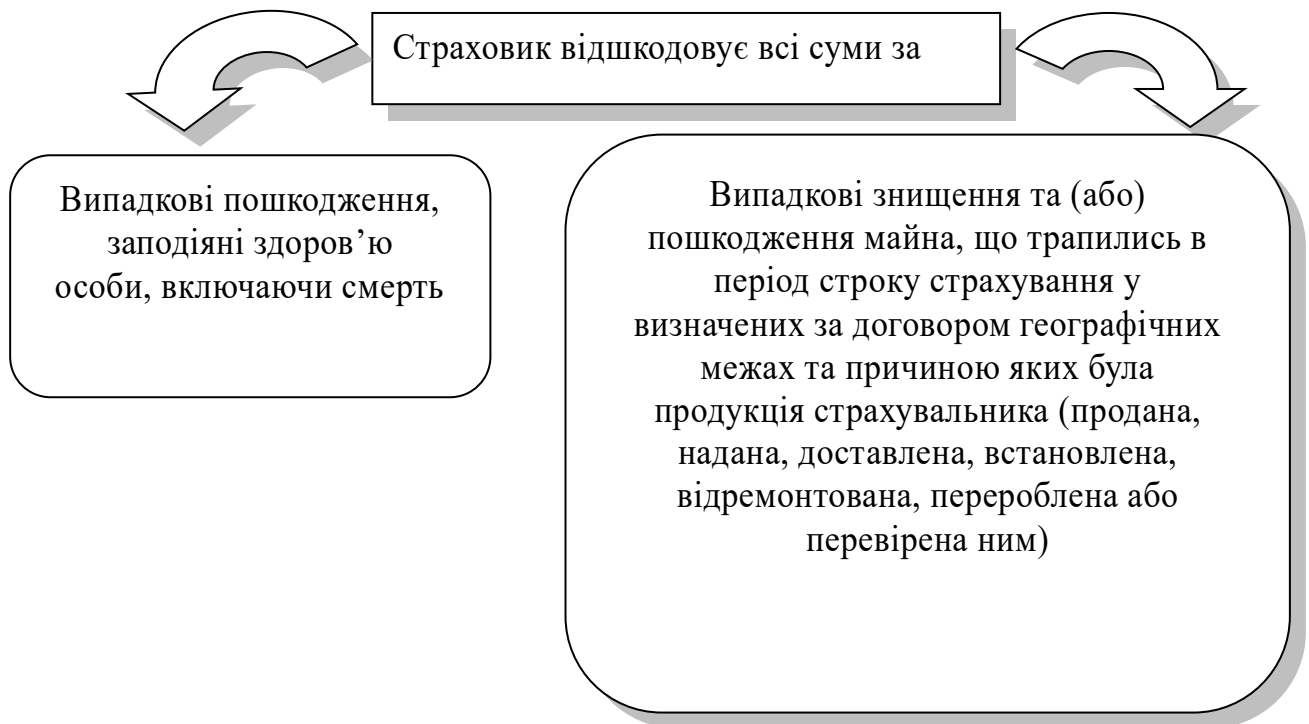 Страховик відшкодовує всі суми за
Випадкові пошкодження,
заподіяні здоров’ю
особи, включаючи смерть
Випадкові знищення та (або)
пошкодження майна, що трапились в
період строку страхування у
визначених за договором географічних
межах та причиною яких була
продукція страхувальника (продана,
надана, доставлена, встановлена,
відремонтована, перероблена або
перевірена ним)